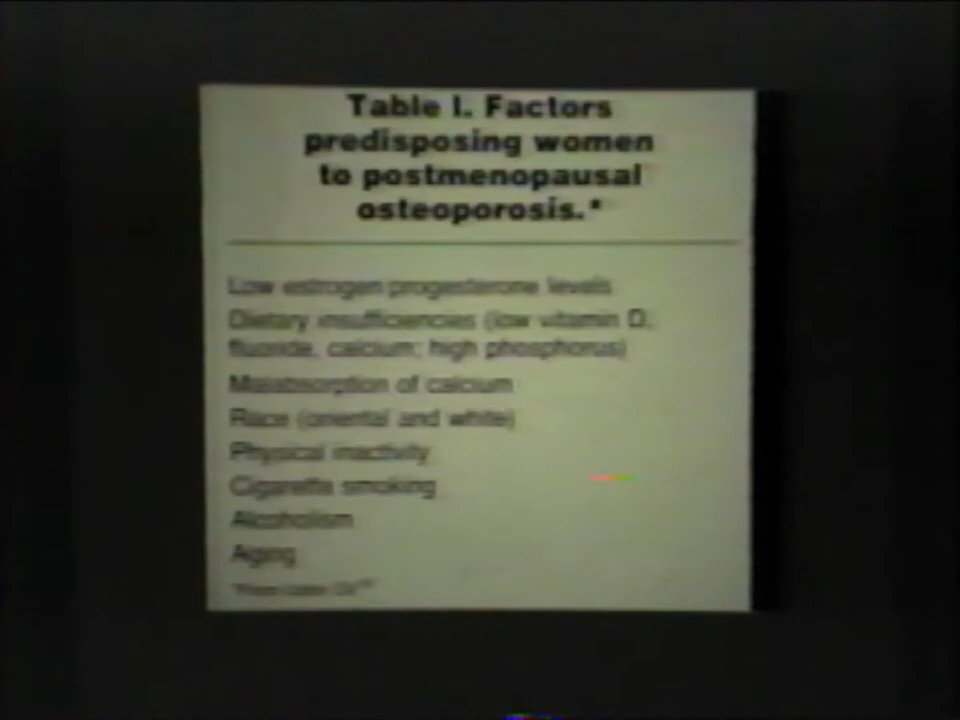 Table I. Factors
predisposing women
to postmenopausal
osteoporosis.*
Low estrogen progesterone levels
Dietary insufficiencies (low vitamin D,
fluoride, calcium; high phosphorus)
Malabsorption of calcium
Race (oriental and white)
Physical inactivity
Cigarette smoking
Alcoholism
Aging